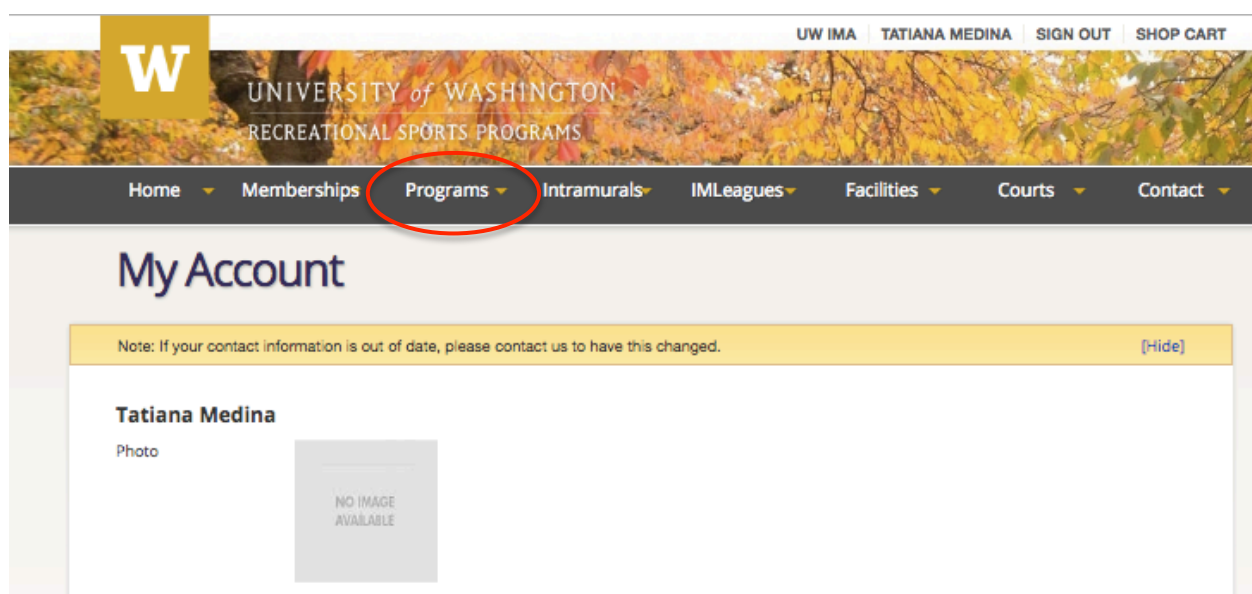 UW IMA TATIANA MEDINA SIGN OUT SHOP CART
W
UNIVERSITY of WASHINGTON
RECREATIONAL SPORTS PROGRAMS
Home Memberships Programs Intramurals IMLeagues Facilities Courts Contact
My Account
Note: If your contact information is out of date, please contact us to have this changed. [Hide]
Tatiana Medina
Photo
NO IMAGE
AVAILABLE